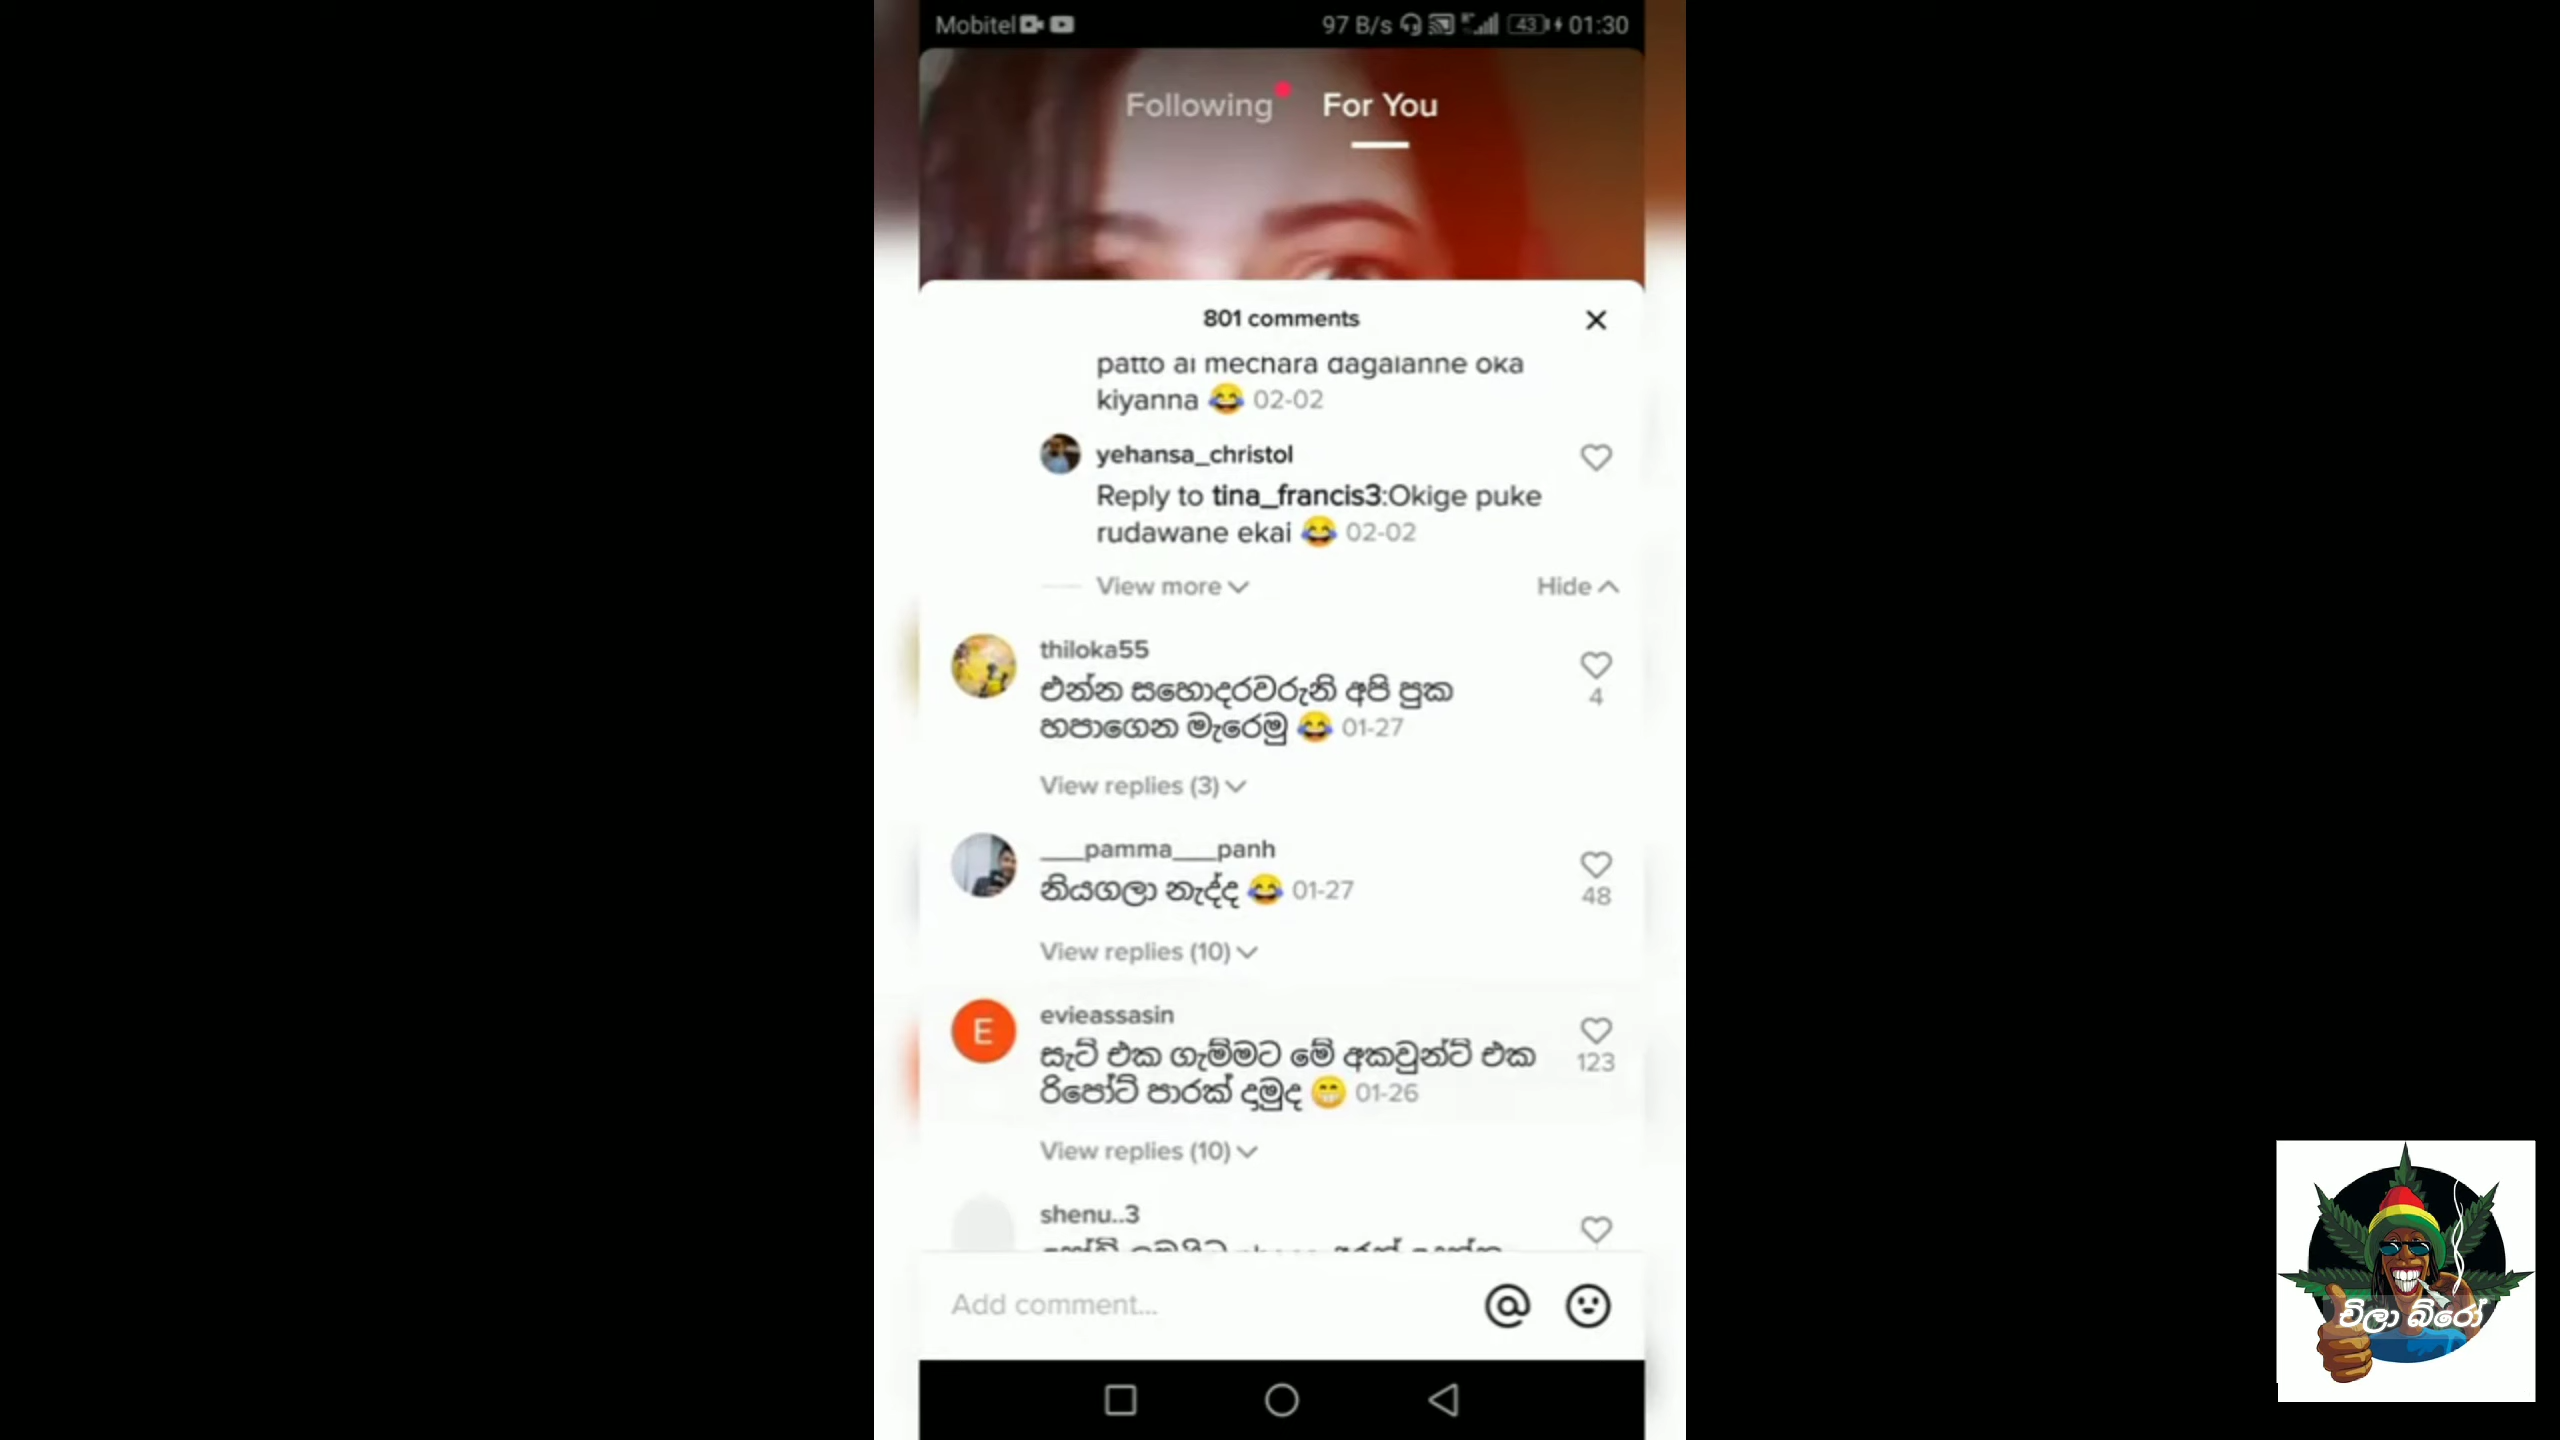 Mobitel
97 B/s 43 01:30
Following For You
801 comments
patto ai mechara dagalanne oka
kiyanna 😂 02-02
yehansa_christol
Reply to tina_francis3:Okige puke
rudawane ekai 😂 02-02
View more Hide
thiloka55
එන්න සහොදරවරුනි අපි පුක
හපාගෙන මැරෙමු 😂 01-27
4
View replies (3)
___pamma___panh
නියගලා නැද්ද 😂 01-27
48
View replies (10)
E
evieassasin
සැට් එක ගැම්මට මේ අකවුන්ට් එක
රිපෝට් පාරක් දමුද 😁 01-26
123
View replies (10)
shenu..3
Add comment...
චිලා බ්රෝ